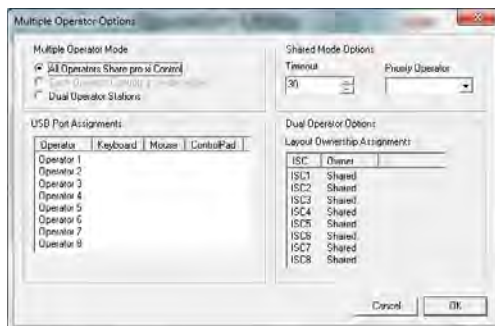 Multiple Operator Options
Multiple Operator Mode
All Operators Share proxi Control
Dual Operator Stations
Shared Mode Options
Timeout
Priority Operator
30
USB Port Assignments
Operator Keyboard Mouse ControlPad
Operator 1
Operator 2
Operator 3
Operator 4
Operator 5
Operator 6
Operator 7
Operator 8
Dual Operator Options
Layout Ownership Assignments
ISC Owner
ISC1 Shared
ISC2 Shared
ISC3 Shared
ISC4 Shared
ISC5 Shared
ISC6 Shared
ISC7 Shared
ISC8 Shared
Cancel OK